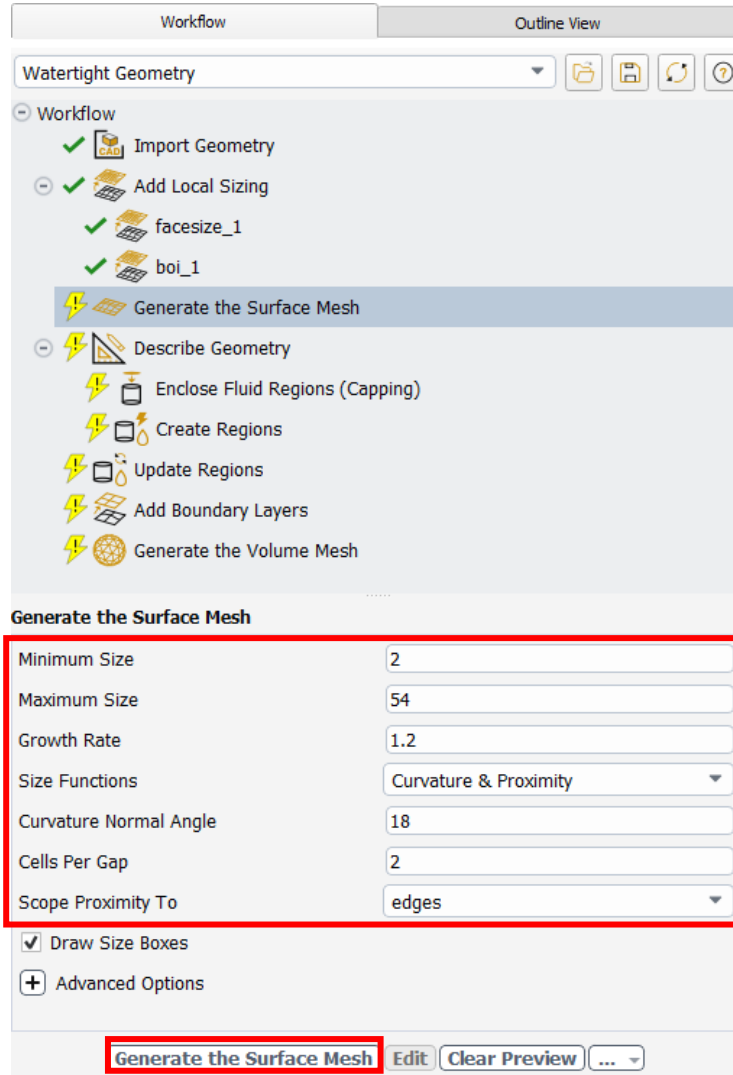 Workflow
Outline View
Watertight Geometry
Workflow
CAD Import Geometry
Add Local Sizing
facesize_1
boi_1
Generate the Surface Mesh
Describe Geometry
Enclose Fluid Regions (Capping)
Create Regions
Update Regions
Add Boundary Layers
Generate the Volume Mesh
Generate the Surface Mesh
Minimum Size 2
Maximum Size 54
Growth Rate 1.2
Size Functions Curvature & Proximity
Curvature Normal Angle 18
Cells Per Gap 2
Scope Proximity To edges
Draw Size Boxes
Advanced Options
Generate the Surface Mesh Edit Clear Preview ...